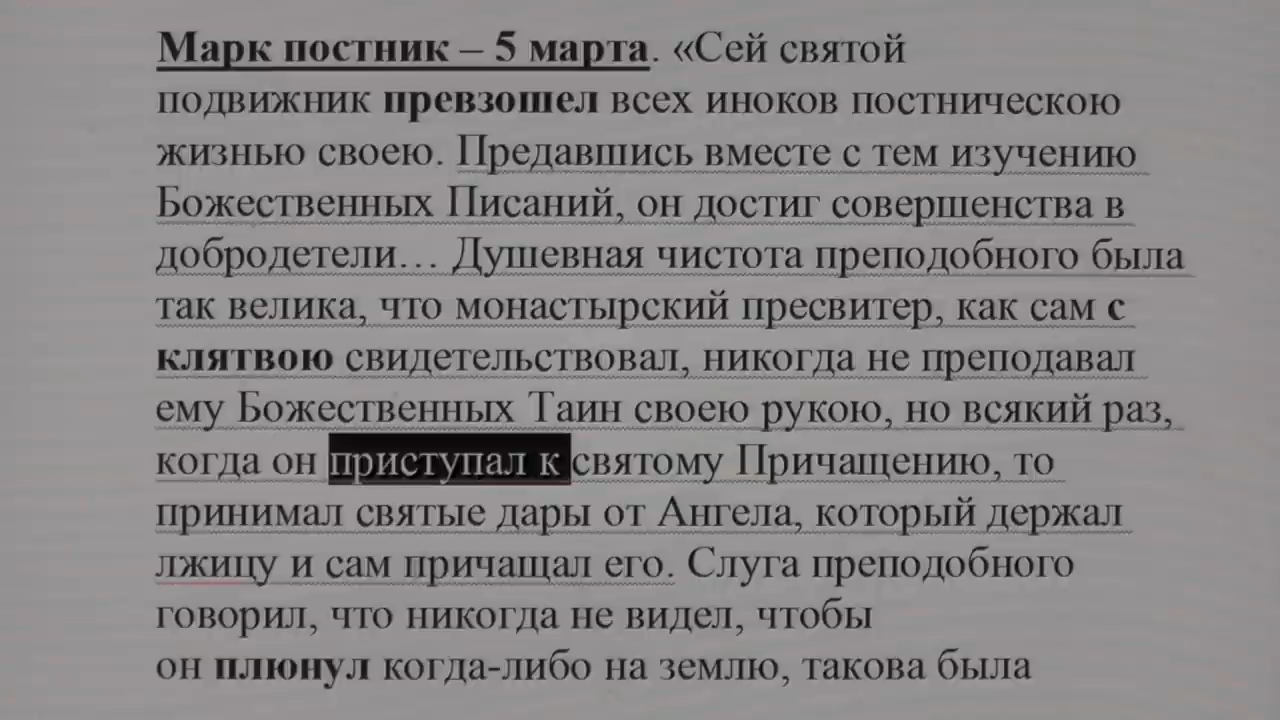 Марк постник – 5 марта. «Сей святой
подвижник превзошел всех иноков постническою
жизнью своею. Предавшись вместе с тем изучению
Божественных Писаний, он достиг совершенства в
добродетели… Душевная чистота преподобного была
так велика, что монастырский пресвитер, как сам с
клятвою свидетельствовал, никогда не преподавал
ему Божественных Таин своею рукою, но всякий раз,
когда он приступал к святому Причащению, то
принимал святые дары от Ангела, который держал
лжицу и сам причащал его. Слуга преподобного
говорил, что никогда не видел, чтобы
он плюнул когда-либо на землю, такова была